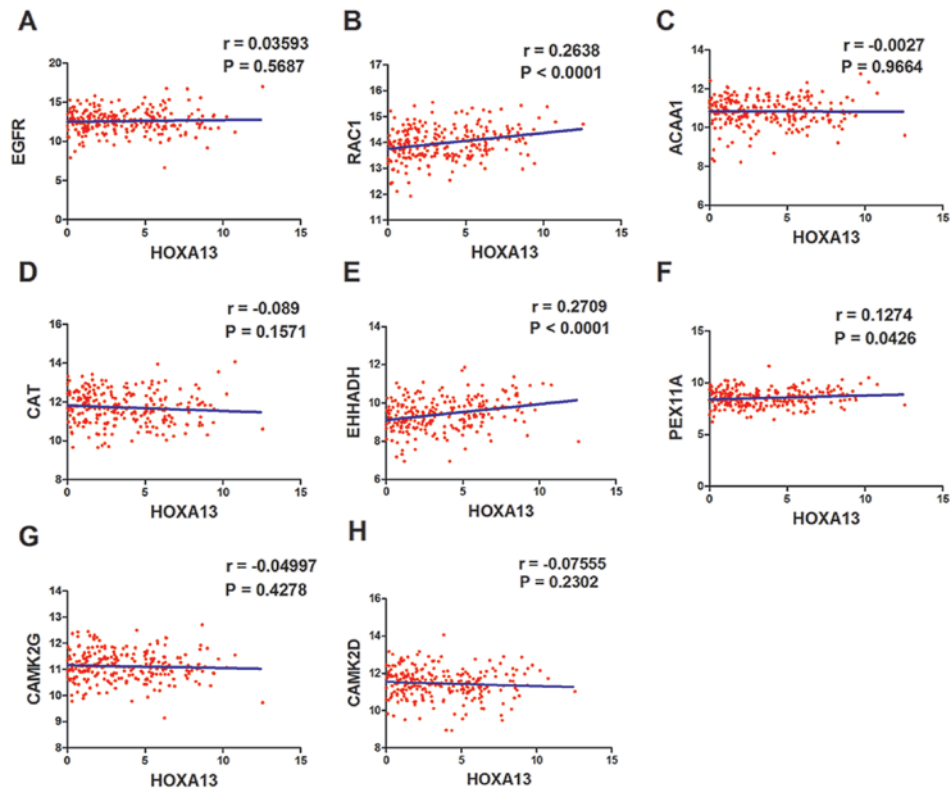 A
r = 0.03593
P = 0.5687
EGFR
20
15
10
5
0
0 5 10 15
HOXA13
B
r = 0.2638
P < 0.0001
RAC1
17
16
15
14
13
12
11
0 5 10 15
HOXA13
C
r = -0.0027
P = 0.9664
ACAA1
14
12
10
8
6
0 5 10 15
HOXA13
D
r = -0.089
P = 0.1571
CAT
16
14
12
10
8
0 5 10 15
HOXA13
E
r = 0.2709
P < 0.0001
EHHADH
14
12
10
8
6
0 5 10 15
HOXA13
F
r = 0.1274
P = 0.0426
PEX11A
15
10
5
0
0 5 10 15
HOXA13
G
r = -0.04997
P = 0.4278
CAMK2G
14
13
12
11
10
9
8
0 5 10 15
HOXA13
H
r = -0.07555
P = 0.2302
CAMK2D
16
14
12
10
8
0 5 10 15
HOXA13